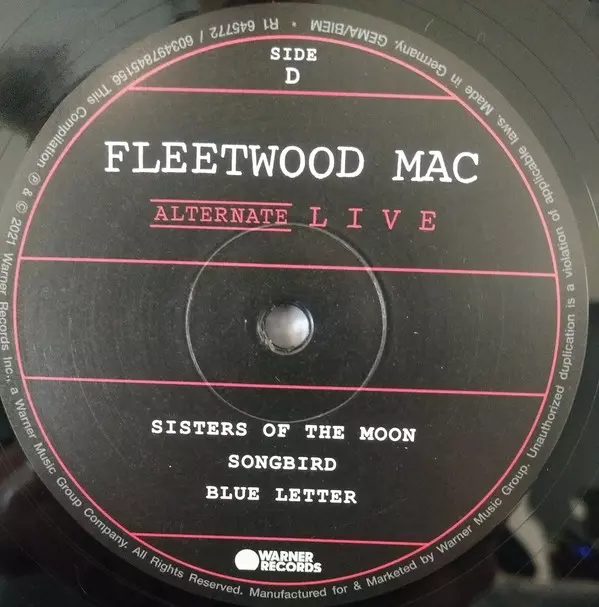 SIDE
D
FLEETWOOD MAC
ALTERNATE LIVE
SISTERS OF THE MOON
SONGBIRD
BLUE LETTER
WARNER
RECORDS
This Compilation ℗ & © 2021 Warner Records Inc., a Warner Music Group Company. All Rights Reserved. Manufactured for & Marketed by Warner Music Group. Unauthorized duplication is a violation of applicable laws. Made in Germany. GEMA/BIEM • R1 645772 / 603497845156